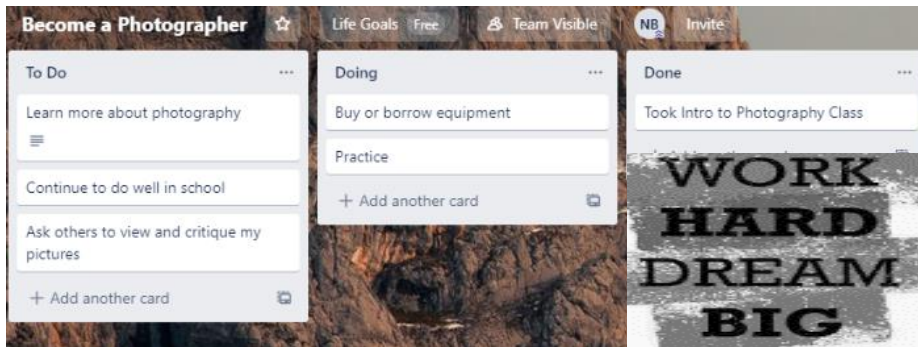 Become a Photographer
Life Goals Free
Team Visible
NB
Invite
To Do
Learn more about photography
Continue to do well in school
Ask others to view and critique my
pictures
+ Add another card
Doing
Buy or borrow equipment
Practice
+ Add another card
Done
Took Intro to Photography Class
WORK
HARD
DREAM
BIG